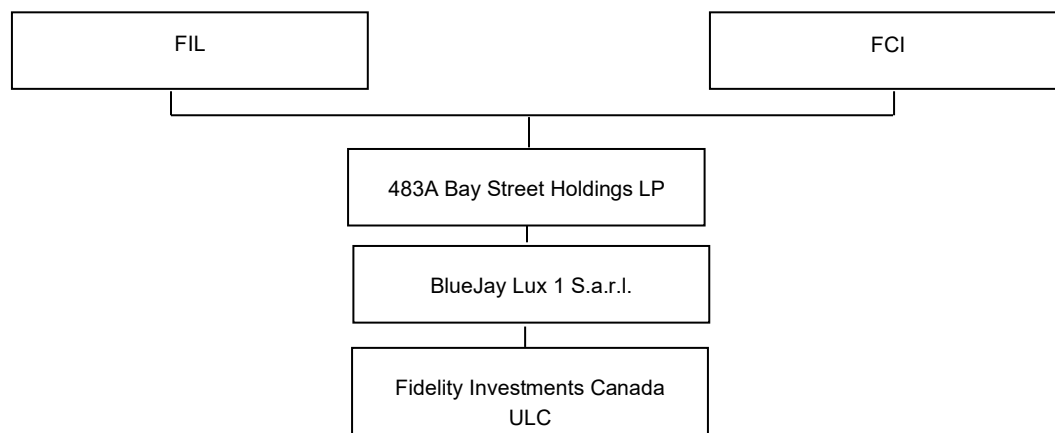 FIL
FCI
483A Bay Street Holdings LP
BlueJay Lux 1 S.a.r.l.
Fidelity Investments Canada
ULC